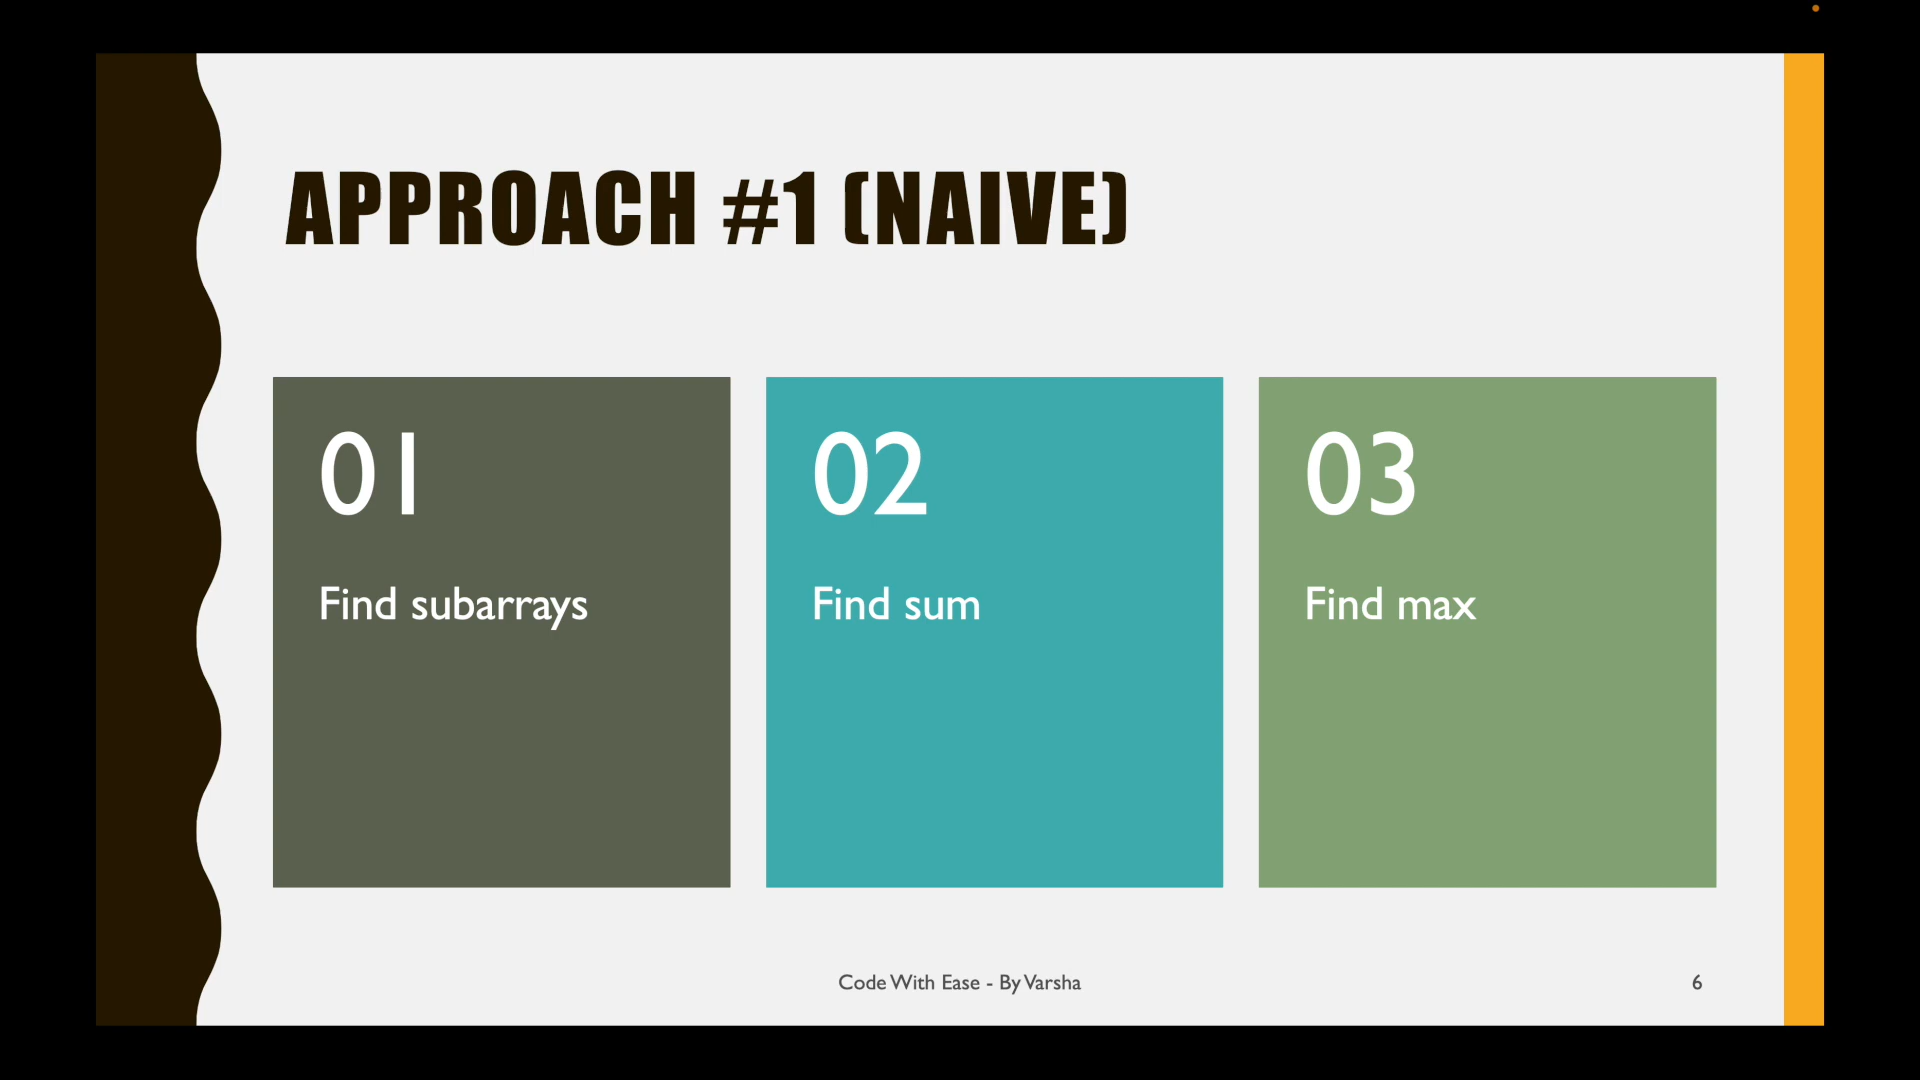 APPROACH #1 (NAIVE)
01
Find subarrays
02
Find sum
03
Find max
Code With Ease - By Varsha
6